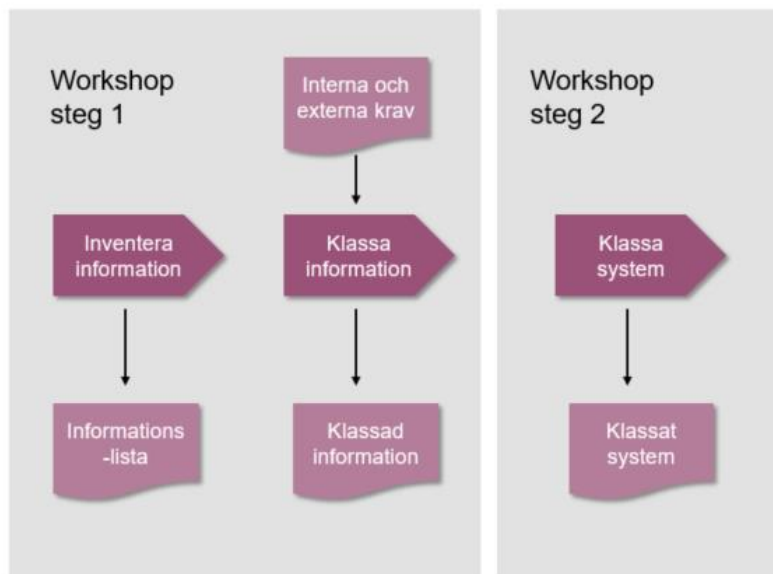 Workshop
steg 1
Interna och
externa krav
Inventera
information
Klassa
information
Informations
-lista
Klassad
information
Workshop
steg 2
Klassa
system
Klassat
system